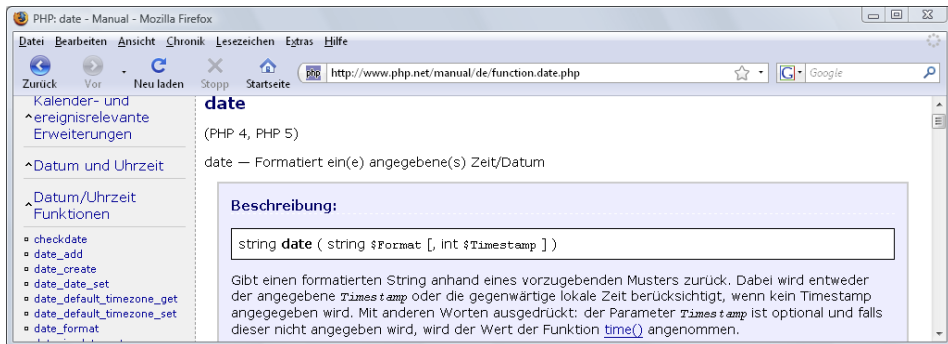 PHP: date - Manual - Mozilla Firefox
Datei Bearbeiten Ansicht Chronik Lesezeichen Extras Hilfe
Zurück Vor Neu laden Stopp Startseite
php http://www.php.net/manual/de/function.date.php
G Google
Kalender- und
ereignisrelevante
Erweiterungen
Datum und Uhrzeit
Datum/Uhrzeit
Funktionen
checkdate
date_add
date_create
date_date_set
date_default_timezone_get
date_default_timezone_set
date_format
date
(PHP 4, PHP 5)
date — Formatiert ein(e) angegebene(s) Zeit/Datum
Beschreibung:
string date ( string $Format [, int $Timestamp ] )
Gibt einen formatierten String anhand eines vorzugebenden Musters zurück. Dabei wird entweder
der angegebene Timestamp oder die gegenwärtige lokale Zeit berücksichtigt, wenn kein Timestamp
angegegeben wird. Mit anderen Worten ausgedrückt: der Parameter Timestamp ist optional und falls
dieser nicht angegeben wird, wird der Wert der Funktion time() angenommen.